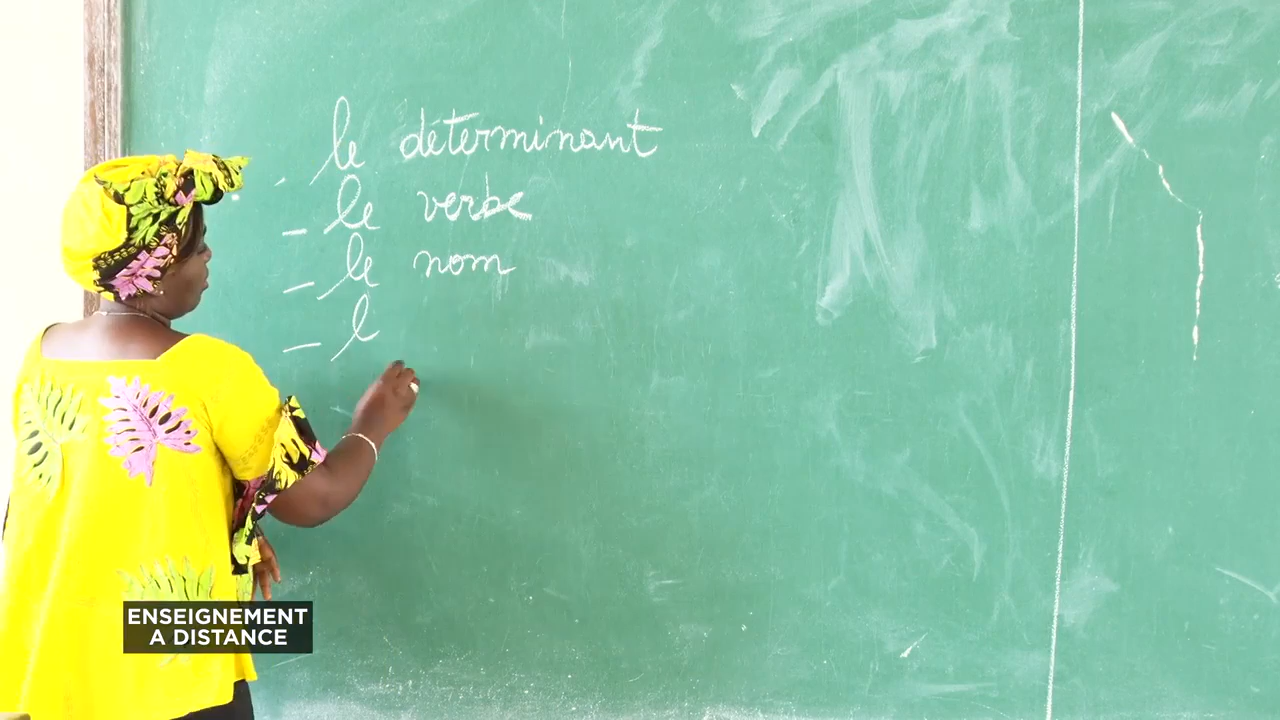 - le déterminant
- le verbe
- le nom
- l
ENSEIGNEMENT
A DISTANCE